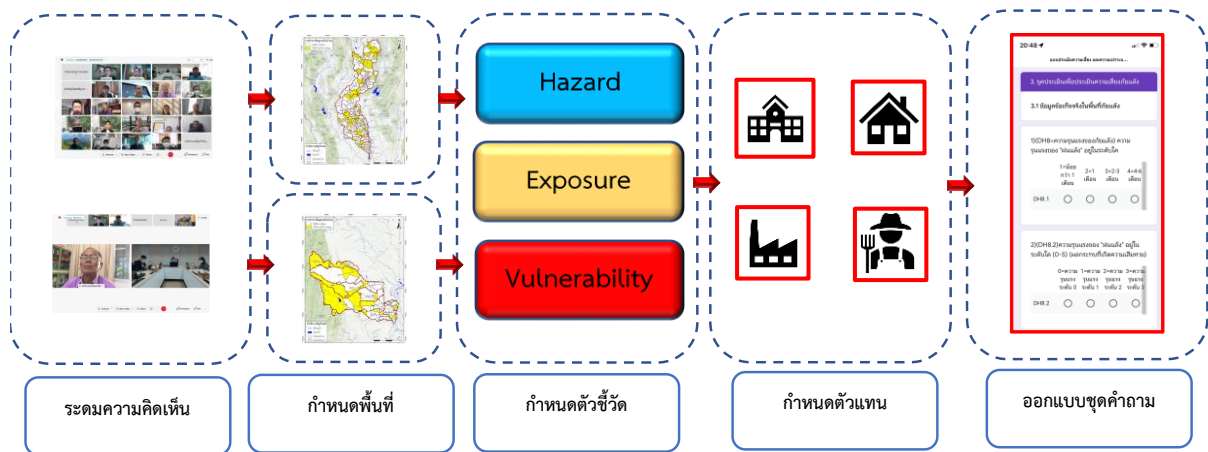 Hazard
Exposure
Vulnerability
20:48
3. ชุดประเมินเพื่อประเมินความเสี่ยงภัยแล้ง
3.1 ข้อมูลข้อเท็จจริงในพื้นที่ภัยแล้ง
1)(DH8=ความรุนแรงของภัยแล้ง) ความ
รุนแรงของ "ฝนแล้ง" อยู่ในระดับใด
1=น้อย
กว่า 1
เดือน
2=1
เดือน
3=2-3
เดือน
4=4-6
เดือน
DH8.1
2)(DH8.2)ความรุนแรงของ "ฝนแล้ง" อยู่ใน
ระดับใด (0-5) (ผลกระทบที่เกิดความเสียหาย)
0=ความ
รุนแรง
ระดับ 0
1=ความ
รุนแรง
ระดับ 1
2=ความ
รุนแรง
ระดับ 2
3=ความ
รุนแรง
ระดับ 3
DH8.2
ระดมความคิดเห็น
กำหนดพื้นที่
กำหนดตัวชี้วัด
กำหนดตัวแทน
ออกแบบชุดคำถาม